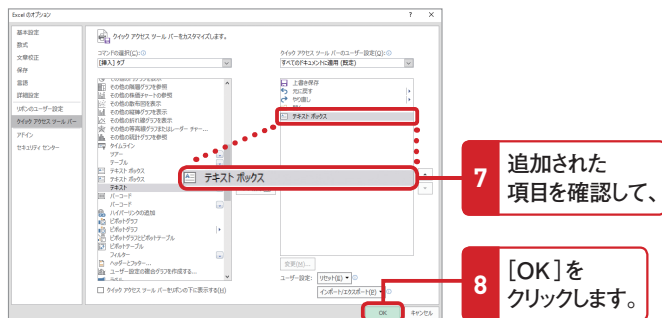 Excel のオプション
? ×
基本設定
数式
文章校正
保存
言語
詳細設定
リボンのユーザー設定
クイック アクセス ツール バー
アドイン
セキュリティ センター
クイック アクセス ツール バーをカスタマイズします。
コマンドの選択(C):
[挿入] タブ
その他の階層グラフを参照
その他の株価チャートの参照
その他の散布図を表示
その他の縦棒グラフを表示
その他の折れ線グラフを表示
その他の等高線グラフまたはレーダー チャー...
その他の統計グラフを参照
タイムライン
ツアー
テーブル
テキスト ボックス
テキスト ボックス
テキスト
バーコード
バーコード
ハイパーリンクの追加
ピボットグラフ
ピボットグラフ
ピボットグラフとピボットテーブル
ピボットテーブル
フィルター
ヘッダーとフッター...
ユーザー設定の複合グラフを作成する...
クイック アクセス ツール バーをリボンの下に表示する(H)
クイック アクセス ツール バーのユーザー設定(Q):
すべてのドキュメントに適用 (既定)
上書き保存
元に戻す
やり直し
テキスト ボックス
テキスト ボックス
変更(M)...
ユーザー設定: リセット(E)
インポート/エクスポート(P)
OK キャンセル
7 追加された
項目を確認して、
8 [OK]を
クリックします。